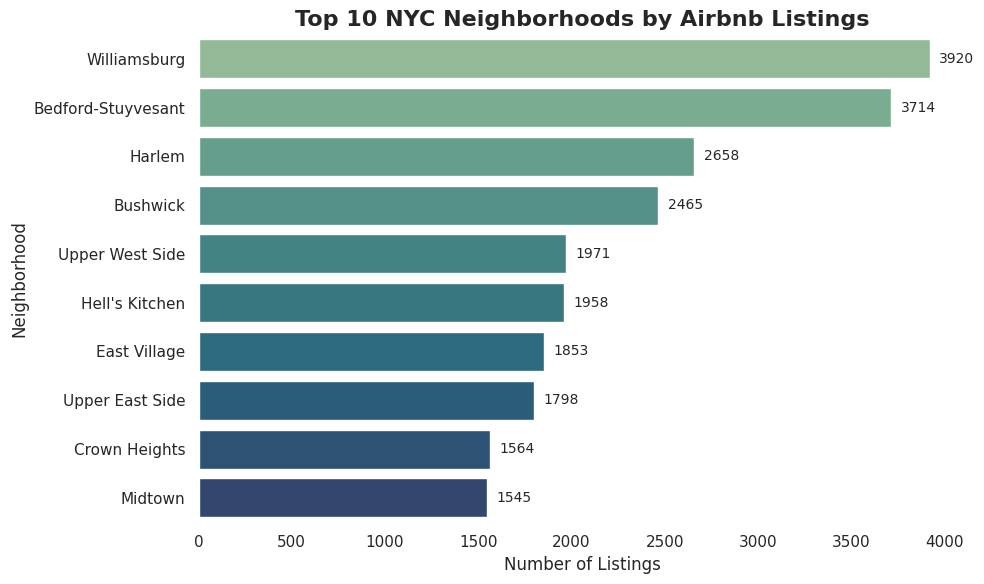 Top 10 NYC Neighborhoods by Airbnb Listings
Neighborhood
Williamsburg 3920
Bedford-Stuyvesant 3714
Harlem 2658
Bushwick 2465
Upper West Side 1971
Hell's Kitchen 1958
East Village 1853
Upper East Side 1798
Crown Heights 1564
Midtown 1545
0 500 1000 1500 2000 2500 3000 3500 4000
Number of Listings